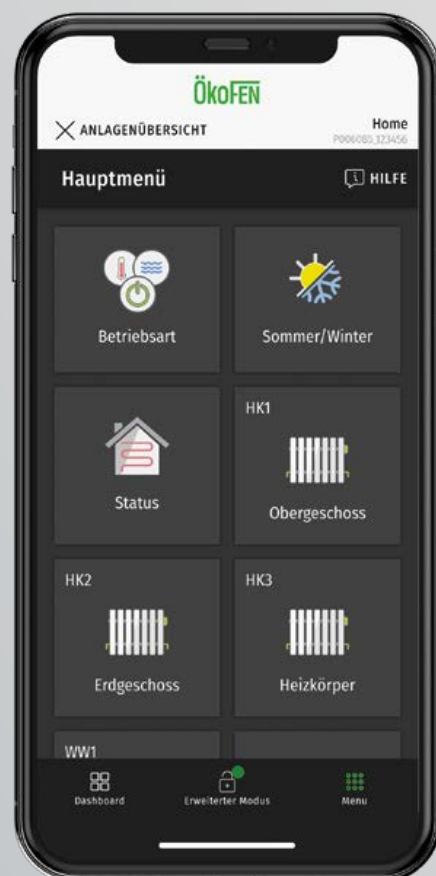 ÖkoFEN
ANLAGENÜBERSICHT
Home
P006085_123456
Hauptmenü
HILFE
Betriebsart
Sommer/Winter
Status
HK1
Obergeschoss
HK2
Erdgeschoss
HK3
Heizkörper
WW1
Dashboard
Erweiterter Modus
Menu